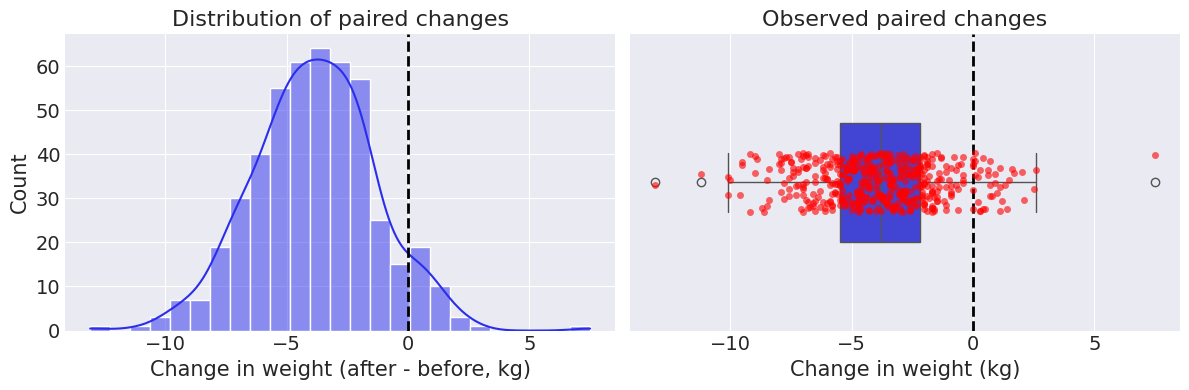 Distribution of paired changes
Count
60
50
40
30
20
10
0
−10 −5 0 5
Change in weight (after - before, kg)
Observed paired changes
−10 −5 0 5
Change in weight (kg)